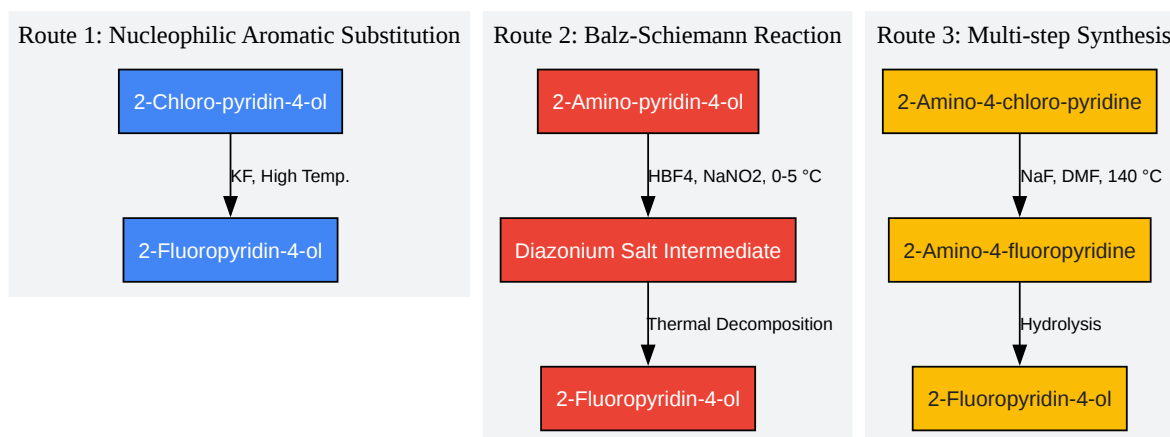 Route 1: Nucleophilic Aromatic Substitution
2-Chloro-pyridin-4-ol
KF, High Temp.
2-Fluoropyridin-4-ol
Route 2: Balz-Schiemann Reaction
2-Amino-pyridin-4-ol
HBF4, NaNO2, 0-5 °C
Diazonium Salt Intermediate
Thermal Decomposition
2-Fluoropyridin-4-ol
Route 3: Multi-step Synthesis
2-Amino-4-chloro-pyridine
NaF, DMF, 140 °C
2-Amino-4-fluoropyridine
Hydrolysis
2-Fluoropyridin-4-ol